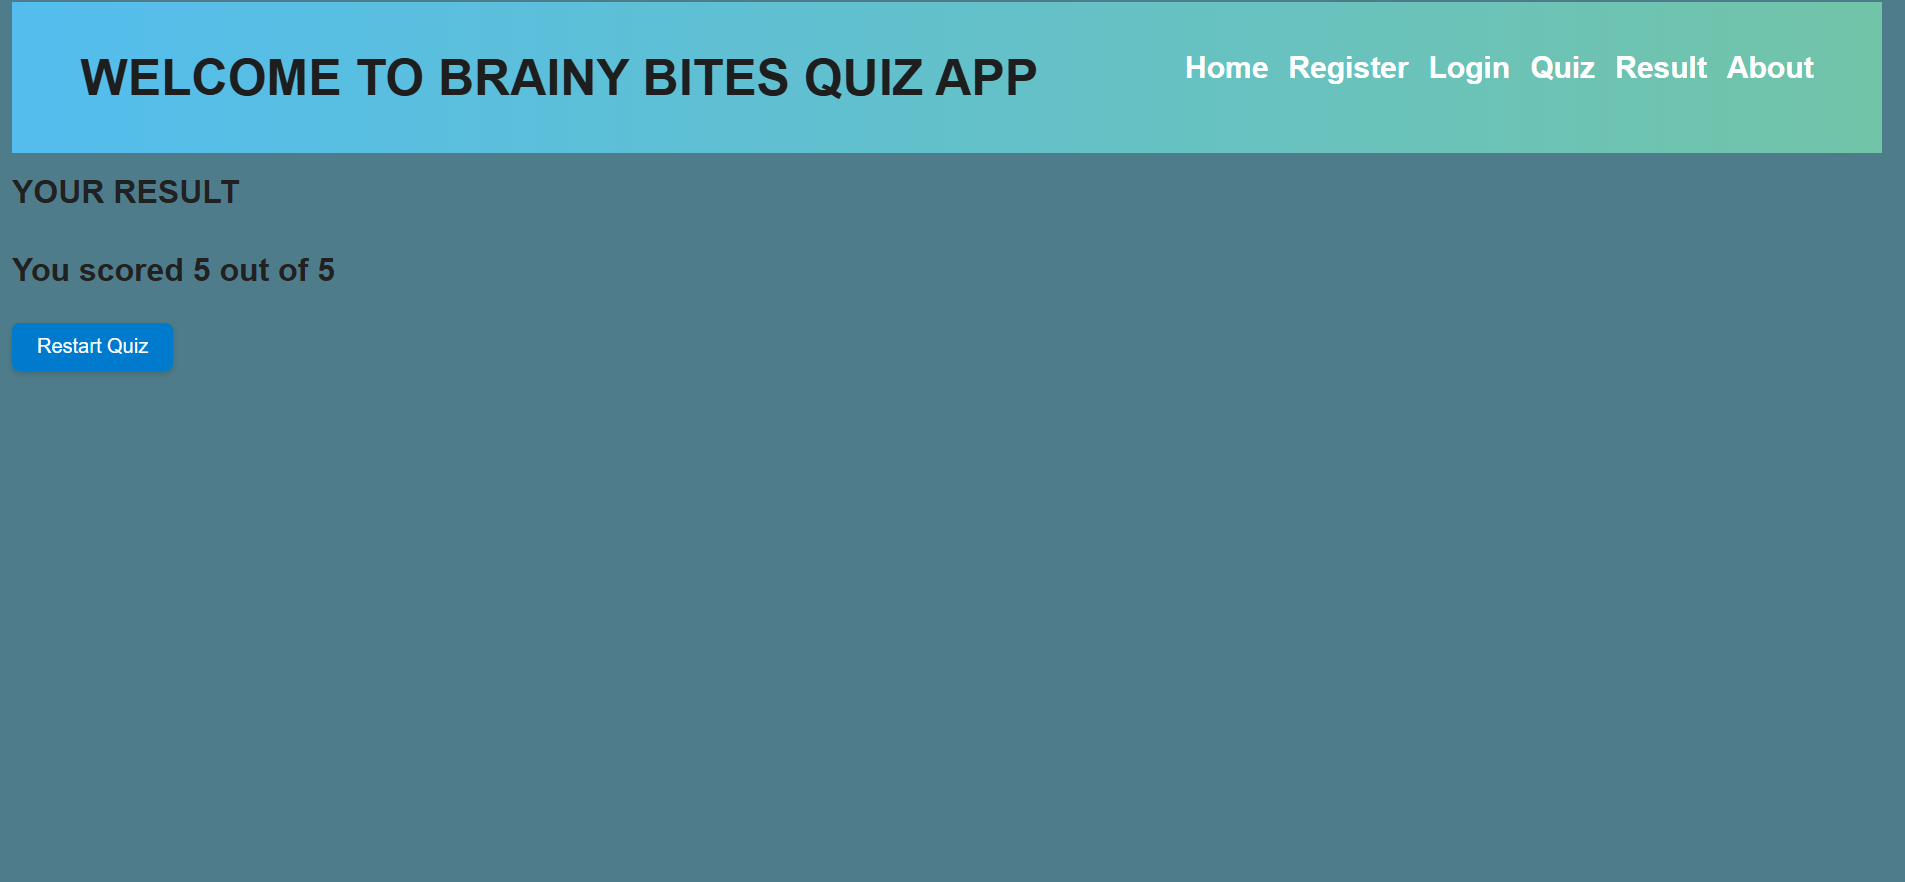 WELCOME TO BRAINY BITES QUIZ APP
Home Register Login Quiz Result About
YOUR RESULT
You scored 5 out of 5
Restart Quiz